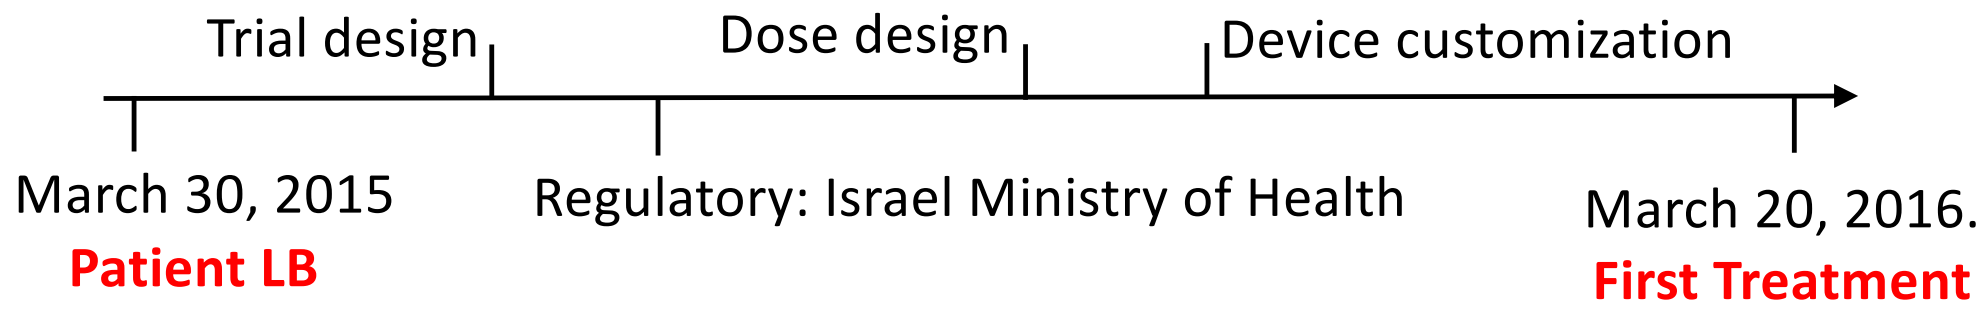 Trial design
Dose design
Device customization
March 30, 2015
Patient LB
Regulatory: Israel Ministry of Health
March 20, 2016.
First Treatment